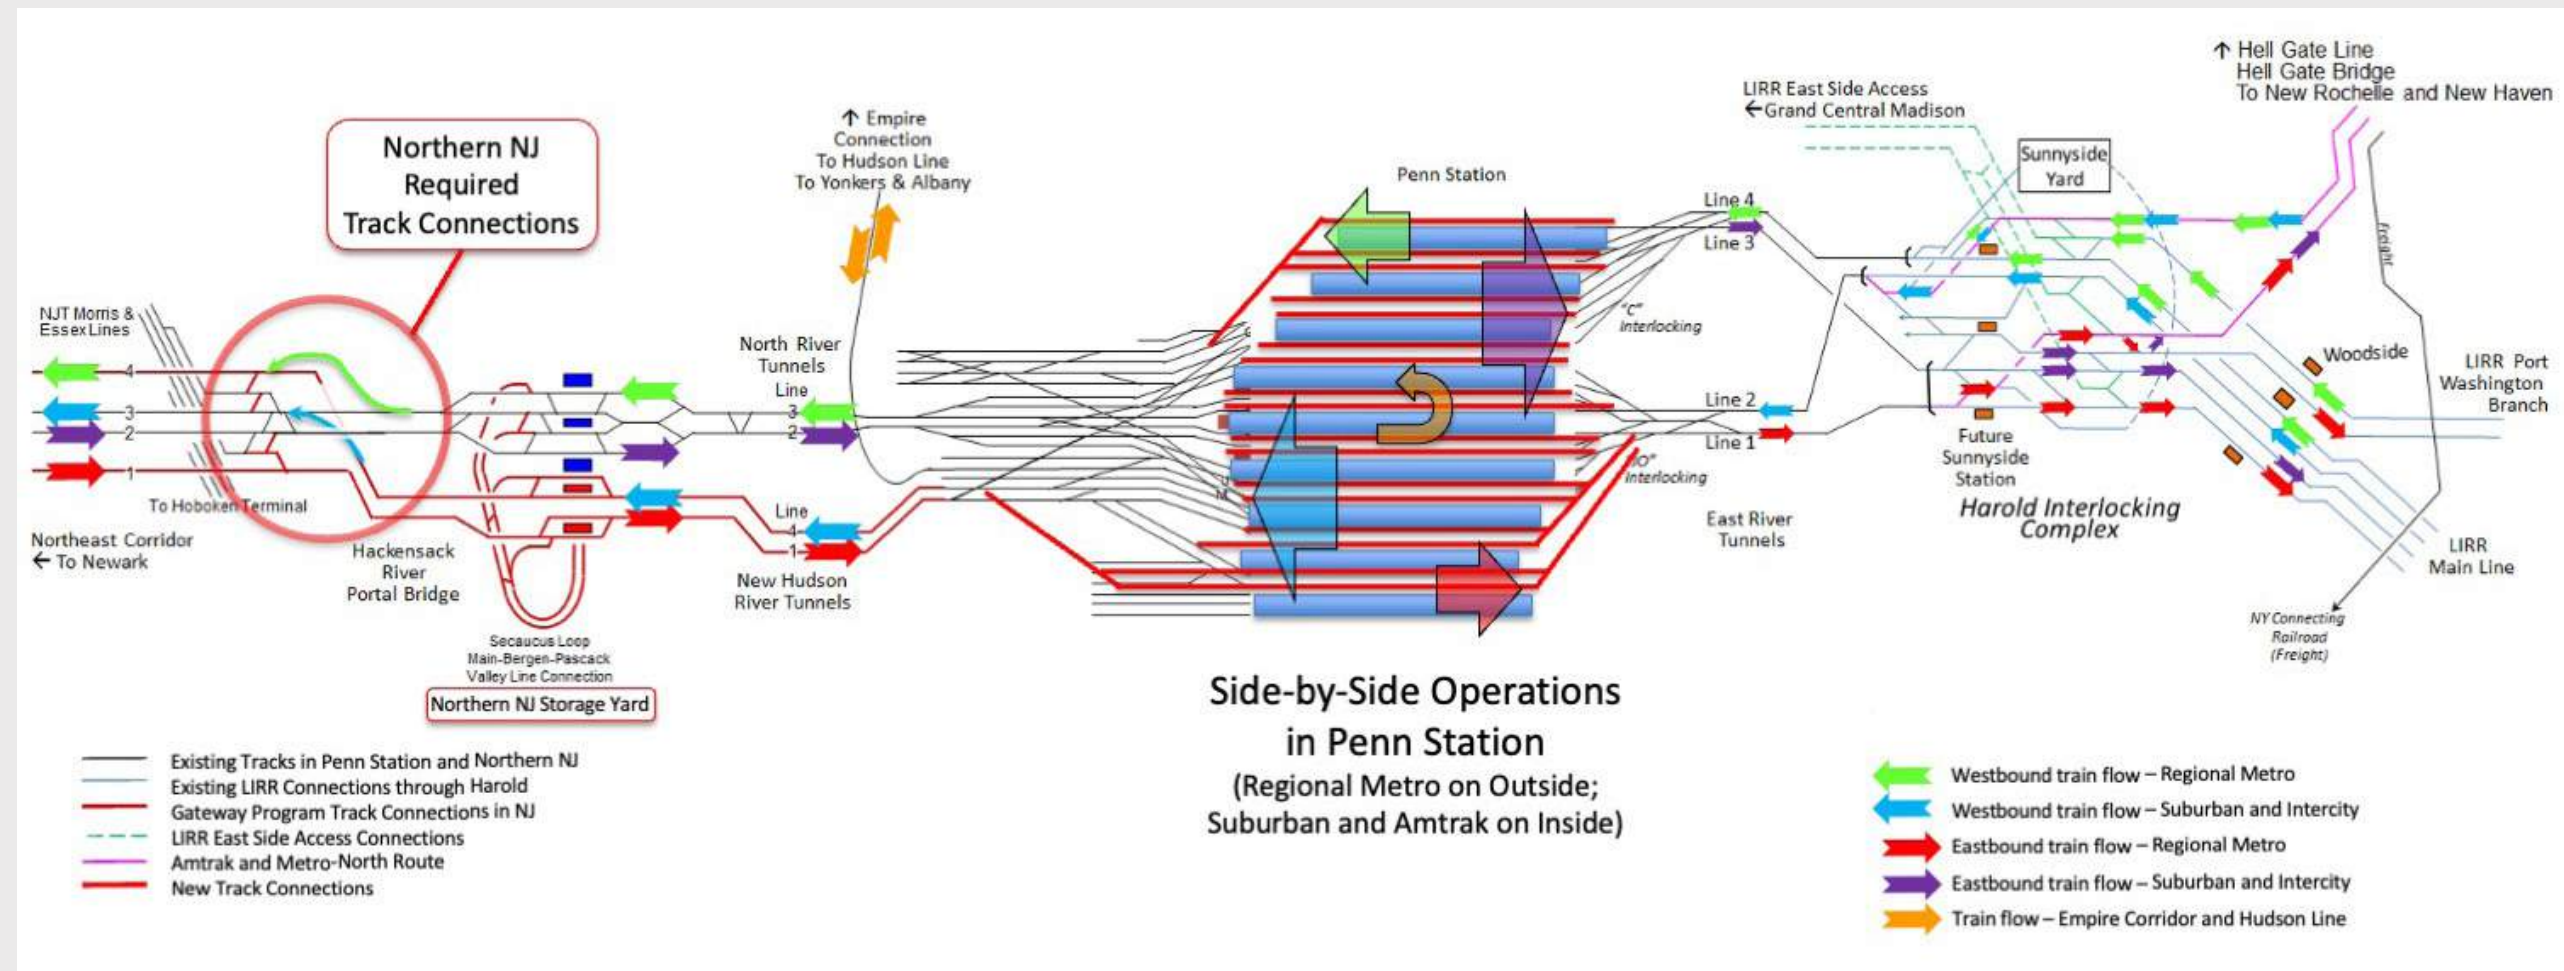 ↑ Hell Gate Line
Hell Gate Bridge
To New Rochelle and New Haven
LIRR East Side Access
←Grand Central Madison
↑ Empire
Connection
To Hudson Line
To Yonkers & Albany
Northern NJ
Required
Track Connections
Penn Station
Sunnyside
Yard
Line 4
Line 3
"C"
Interlocking
Freight
NJT Morris &
Essex Lines
North River
Tunnels
Line
3
2
4
3
2
1
Woodside
LIRR Port
Washington
Branch
Line 2
Line 1
"JO"
Interlocking
Future
Sunnyside
Station
Harold Interlocking
Complex
East River
Tunnels
To Hoboken Terminal
Northeast Corridor
← To Newark
Hackensack
River
Portal Bridge
Line
4
1
New Hudson
River Tunnels
LIRR
Main Line
NY Connecting
Railroad
(Freight)
Secaucus Loop
Main-Bergen-Pascack
Valley Line Connection
Northern NJ Storage Yard
Side-by-Side Operations
in Penn Station
(Regional Metro on Outside;
Suburban and Amtrak on Inside)
Existing Tracks in Penn Station and Northern NJ
Existing LIRR Connections through Harold
Gateway Program Track Connections in NJ
LIRR East Side Access Connections
Amtrak and Metro-North Route
New Track Connections
Westbound train flow – Regional Metro
Westbound train flow – Suburban and Intercity
Eastbound train flow – Regional Metro
Eastbound train flow – Suburban and Intercity
Train flow – Empire Corridor and Hudson Line